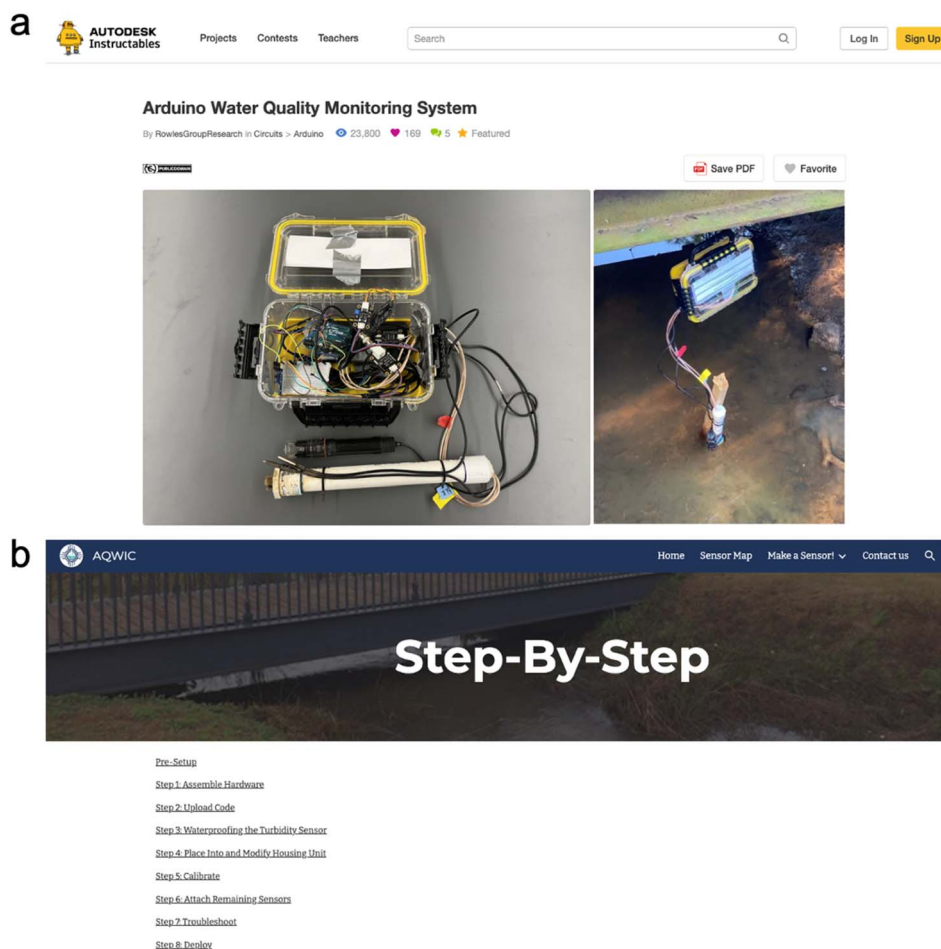 a
AUTODESK
Instructables
Projects Contests Teachers
Search
Log In
Sign Up
Arduino Water Quality Monitoring System
By RowlesGroupResearch in Circuits > Arduino 23,800 169 5 Featured
PUBLIC DOMAIN
PDF Save PDF
Favorite
b
AQWIC
Home Sensor Map Make a Sensor! Contact us
Step-By-Step
Pre-Setup
Step 1: Assemble Hardware
Step 2: Upload Code
Step 3: Waterproofing the Turbidity Sensor
Step 4: Place Into and Modify Housing Unit
Step 5: Calibrate
Step 6: Attach Remaining Sensors
Step 7: Troubleshoot
Step 8: Deploy